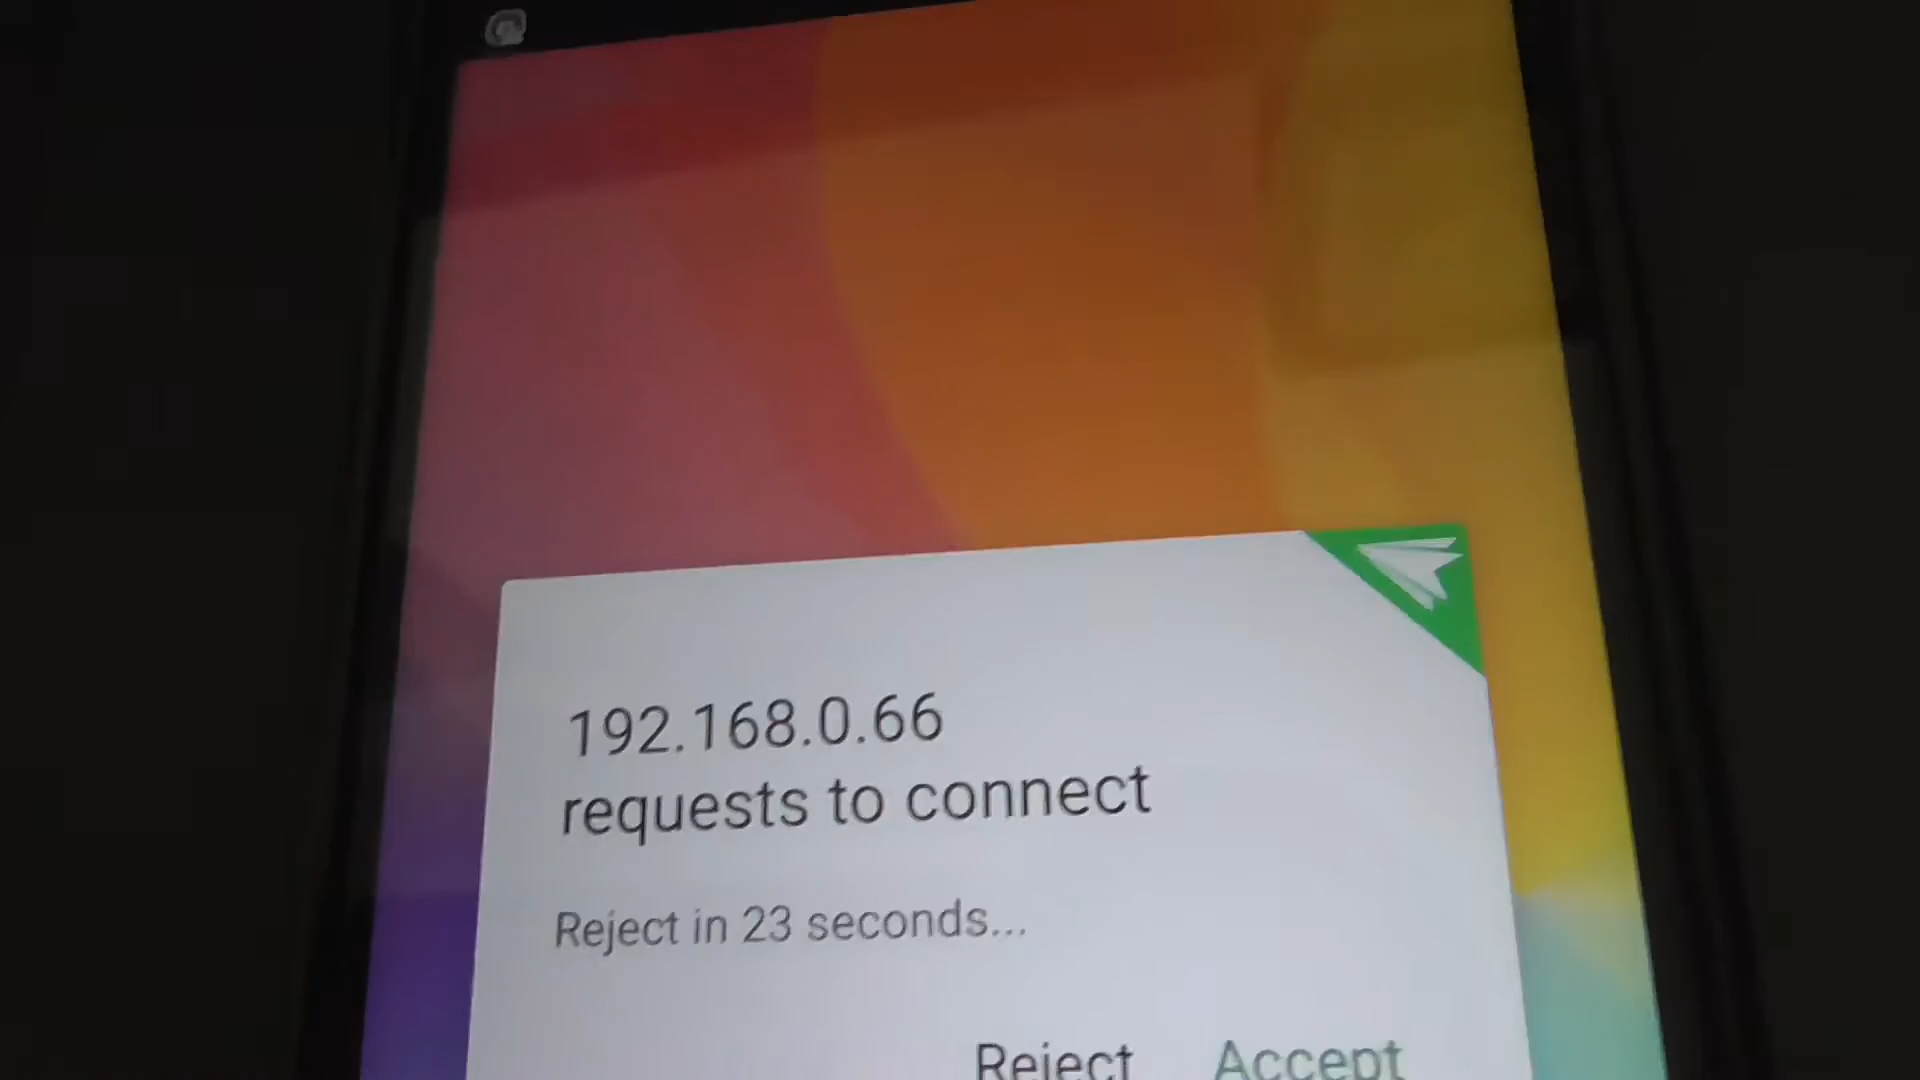 192.168.0.66
requests to connect
Reject in 23 seconds...
Reject Accept